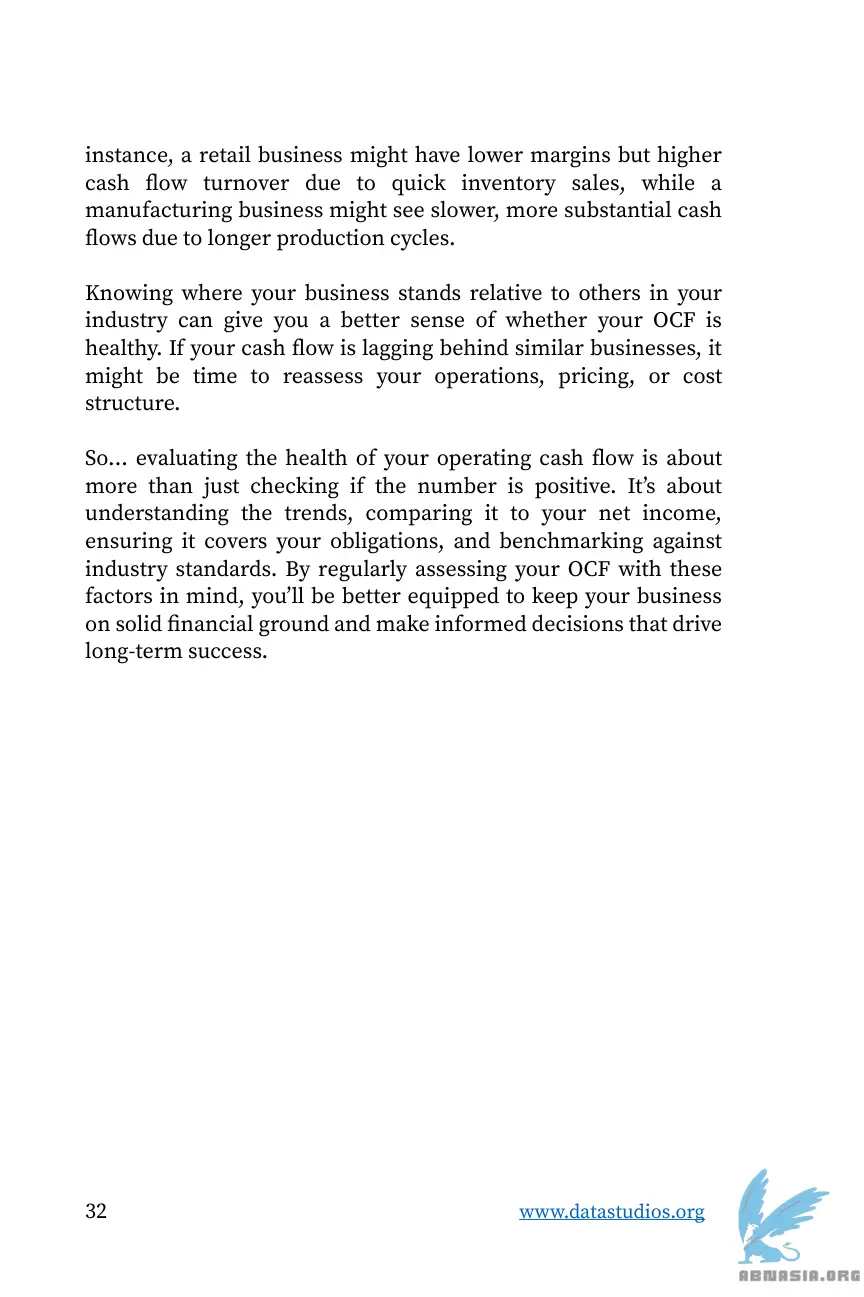 instance, a retail business might have lower margins but higher
cash flow turnover due to quick inventory sales, while a
manufacturing business might see slower, more substantial cash
flows due to longer production cycles.
Knowing where your business stands relative to others in your
industry can give you a better sense of whether your OCF is
healthy. If your cash flow is lagging behind similar businesses, it
might be time to reassess your operations, pricing, or cost
structure.
So… evaluating the health of your operating cash flow is about
more than just checking if the number is positive. It’s about
understanding the trends, comparing it to your net income,
ensuring it covers your obligations, and benchmarking against
industry standards. By regularly assessing your OCF with these
factors in mind, you’ll be better equipped to keep your business
on solid financial ground and make informed decisions that drive
long-term success.
32
www.datastudios.org
ABNASIA.ORG